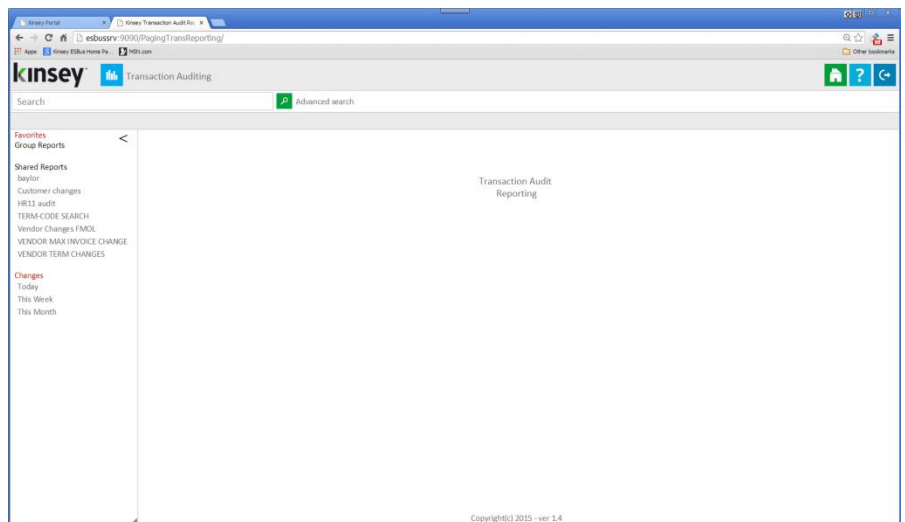 Kinsey Portal
Kinsey Transaction Audit Re
esbussrv:9090/PagingTransReporting/
Apps
Kinsey ESBus Home Pa...
MSN.com
Other bookmarks
kinsey
Transaction Auditing
?
Search
Advanced search
Favorites
<
Group Reports
Shared Reports
baylor
Customer changes
HR11 audit
TERM-CODE SEARCH
Vendor Changes FMOL
VENDOR MAX INVOICE CHANGE
VENDOR TERM CHANGES
Changes
Today
This Week
This Month
Transaction Audit
Reporting
Copyright(c) 2015 - ver 1.4